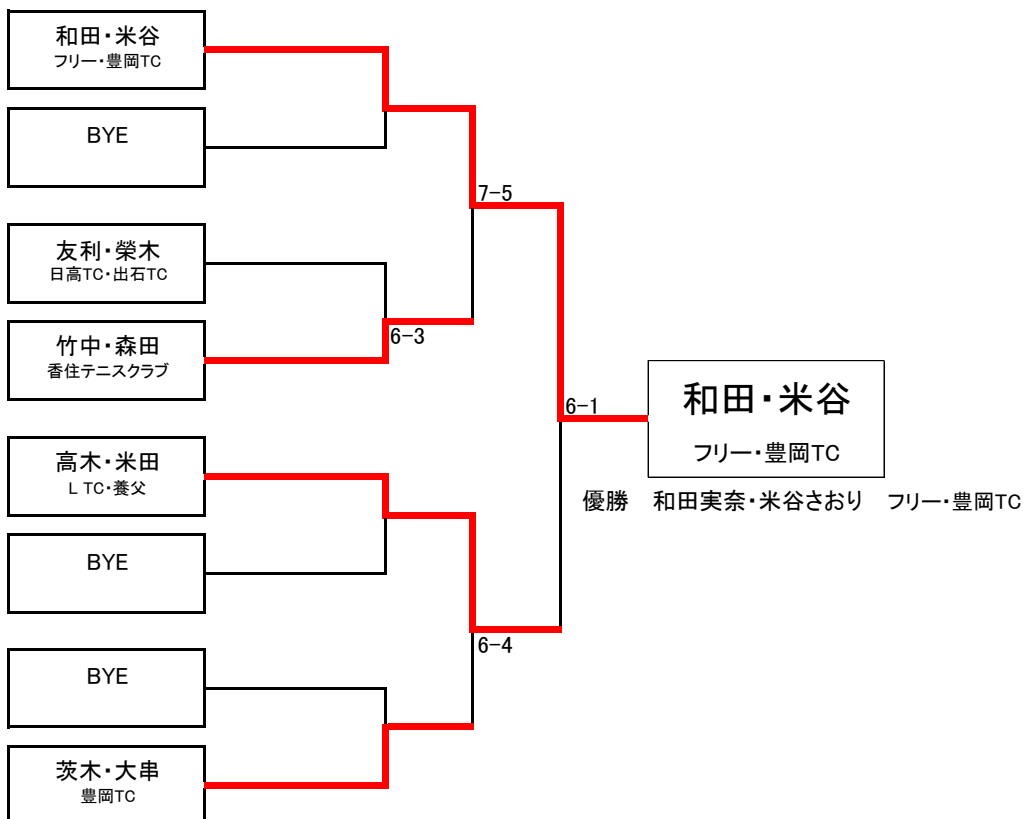 和田・米谷
フリー・豊岡TC
BYE
7-5
友利・榮木
日高TC・出石TC
竹中・森田
香住テニスクラブ
6-3
6-1
和田・米谷
フリー・豊岡TC
優勝　和田実奈・米谷さおり　フリー・豊岡TC
高木・米田
L TC・養父
BYE
6-4
BYE
茨木・大串
豊岡TC